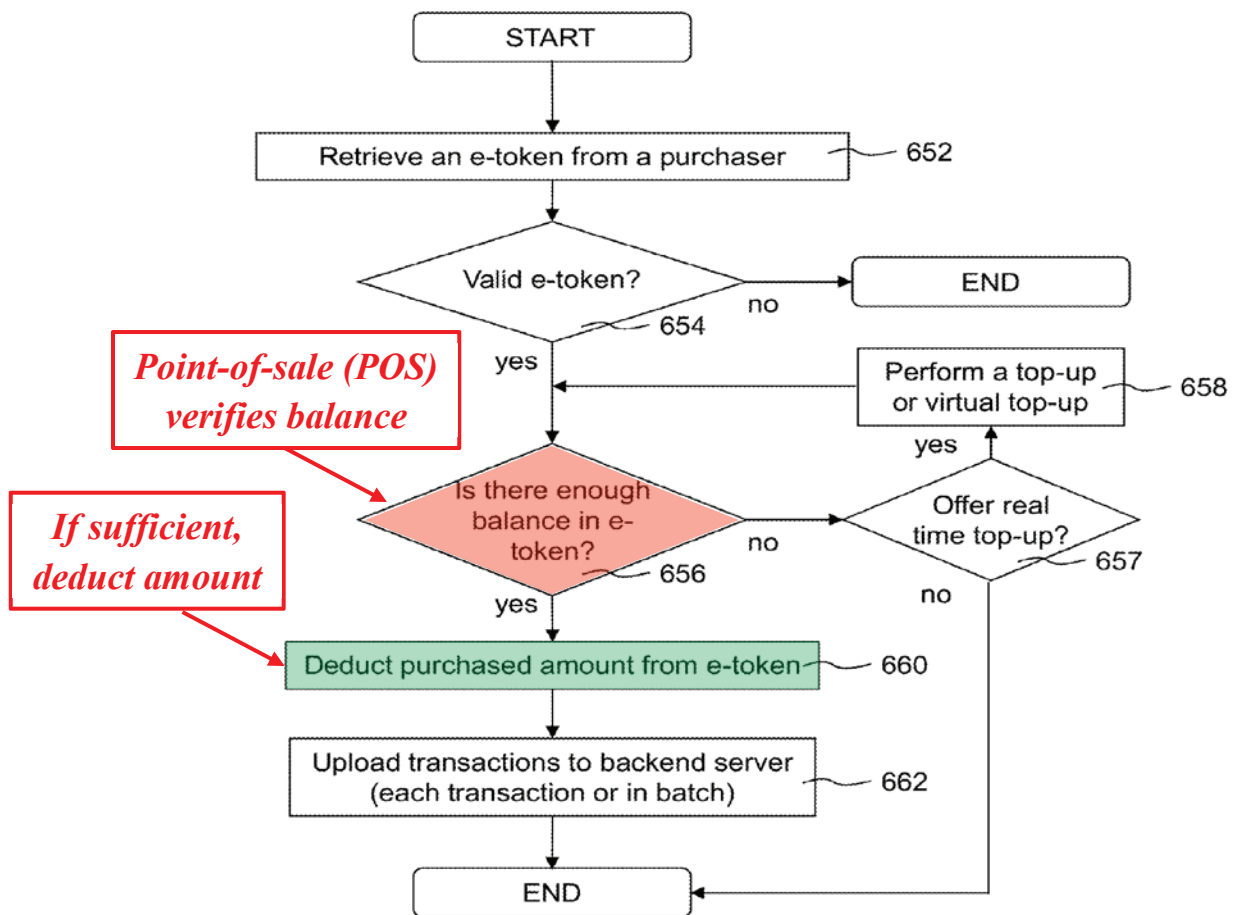 START
Retrieve an e-token from a purchaser
652
Valid e-token?
654
no
END
yes
Point-of-sale (POS)
verifies balance
Perform a top-up
or virtual top-up
658
yes
Is there enough
balance in e-
token?
656
no
Offer real
time top-up?
657
no
If sufficient,
deduct amount
yes
Deduct purchased amount from e-token
660
Upload transactions to backend server
(each transaction or in batch)
662
END